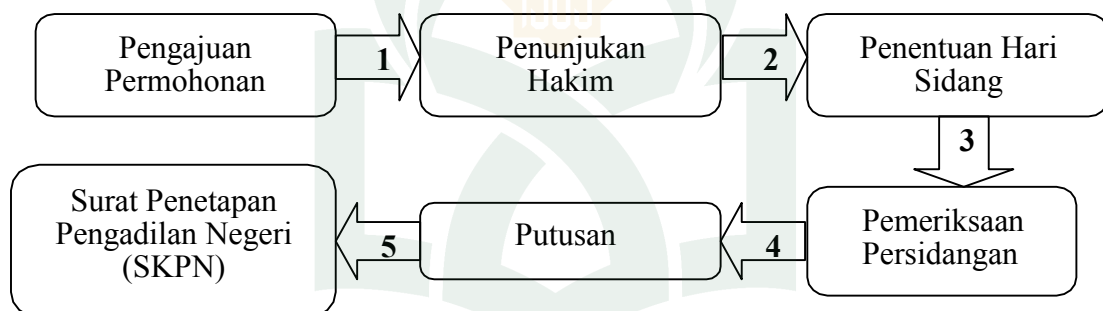 Pengajuan
Permohonan
1
Penunjukan
Hakim
2
Penentuan Hari
Sidang
3
Pemeriksaan
Persidangan
4
Putusan
5
Surat Penetapan
Pengadilan Negeri
(SKPN)